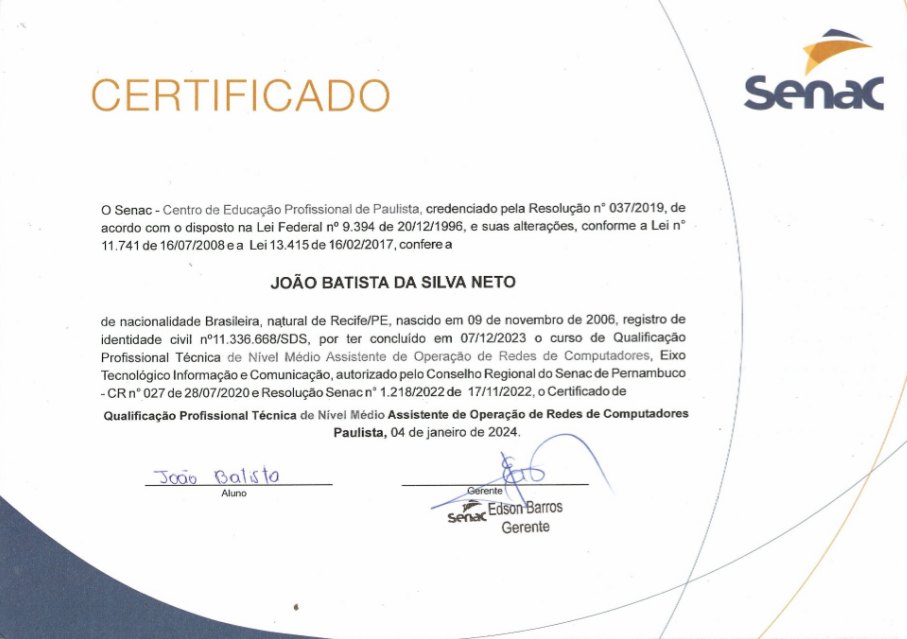 CERTIFICADO
Senac
O Senac - Centro de Educação Profissional de Paulista, credenciado pela Resolução n° 037/2019, de
acordo com o disposto na Lei Federal nº 9.394 de 20/12/1996, e suas alterações, conforme a Lei n°
11.741 de 16/07/2008 e a Lei 13.415 de 16/02/2017, confere a
JOÃO BATISTA DA SILVA NETO
de nacionalidade Brasileira, natural de Recife/PE, nascido em 09 de novembro de 2006, registro de
identidade civil nº11.336.668/SDS, por ter concluído em 07/12/2023 o curso de Qualificação
Profissional Técnica de Nível Médio Assistente de Operação de Redes de Computadores, Eixo
Tecnológico Informação e Comunicação, autorizado pelo Conselho Regional do Senac de Pernambuco
- CR n° 027 de 28/07/2020 e Resolução Senac n° 1.218/2022 de 17/11/2022, o Certificado de
Qualificação Profissional Técnica de Nível Médio Assistente de Operação de Redes de Computadores
Paulista, 04 de janeiro de 2024.
João Batista
Aluno
Gerente
Senac Edson Barros
Gerente